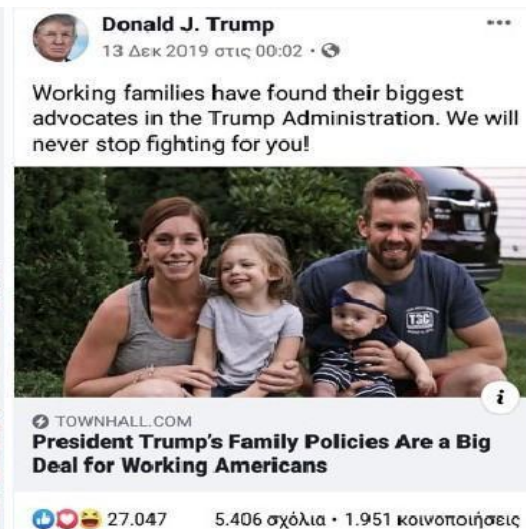 Donald J. Trump
13 Δεκ 2019 στις 00:02 ·
Working families have found their biggest
advocates in the Trump Administration. We will
never stop fighting for you!
TSC
TOWNHALL.COM
President Trump's Family Policies Are a Big
Deal for Working Americans
27.047 5.406 σχόλια • 1.951 κοινοποιήσεις